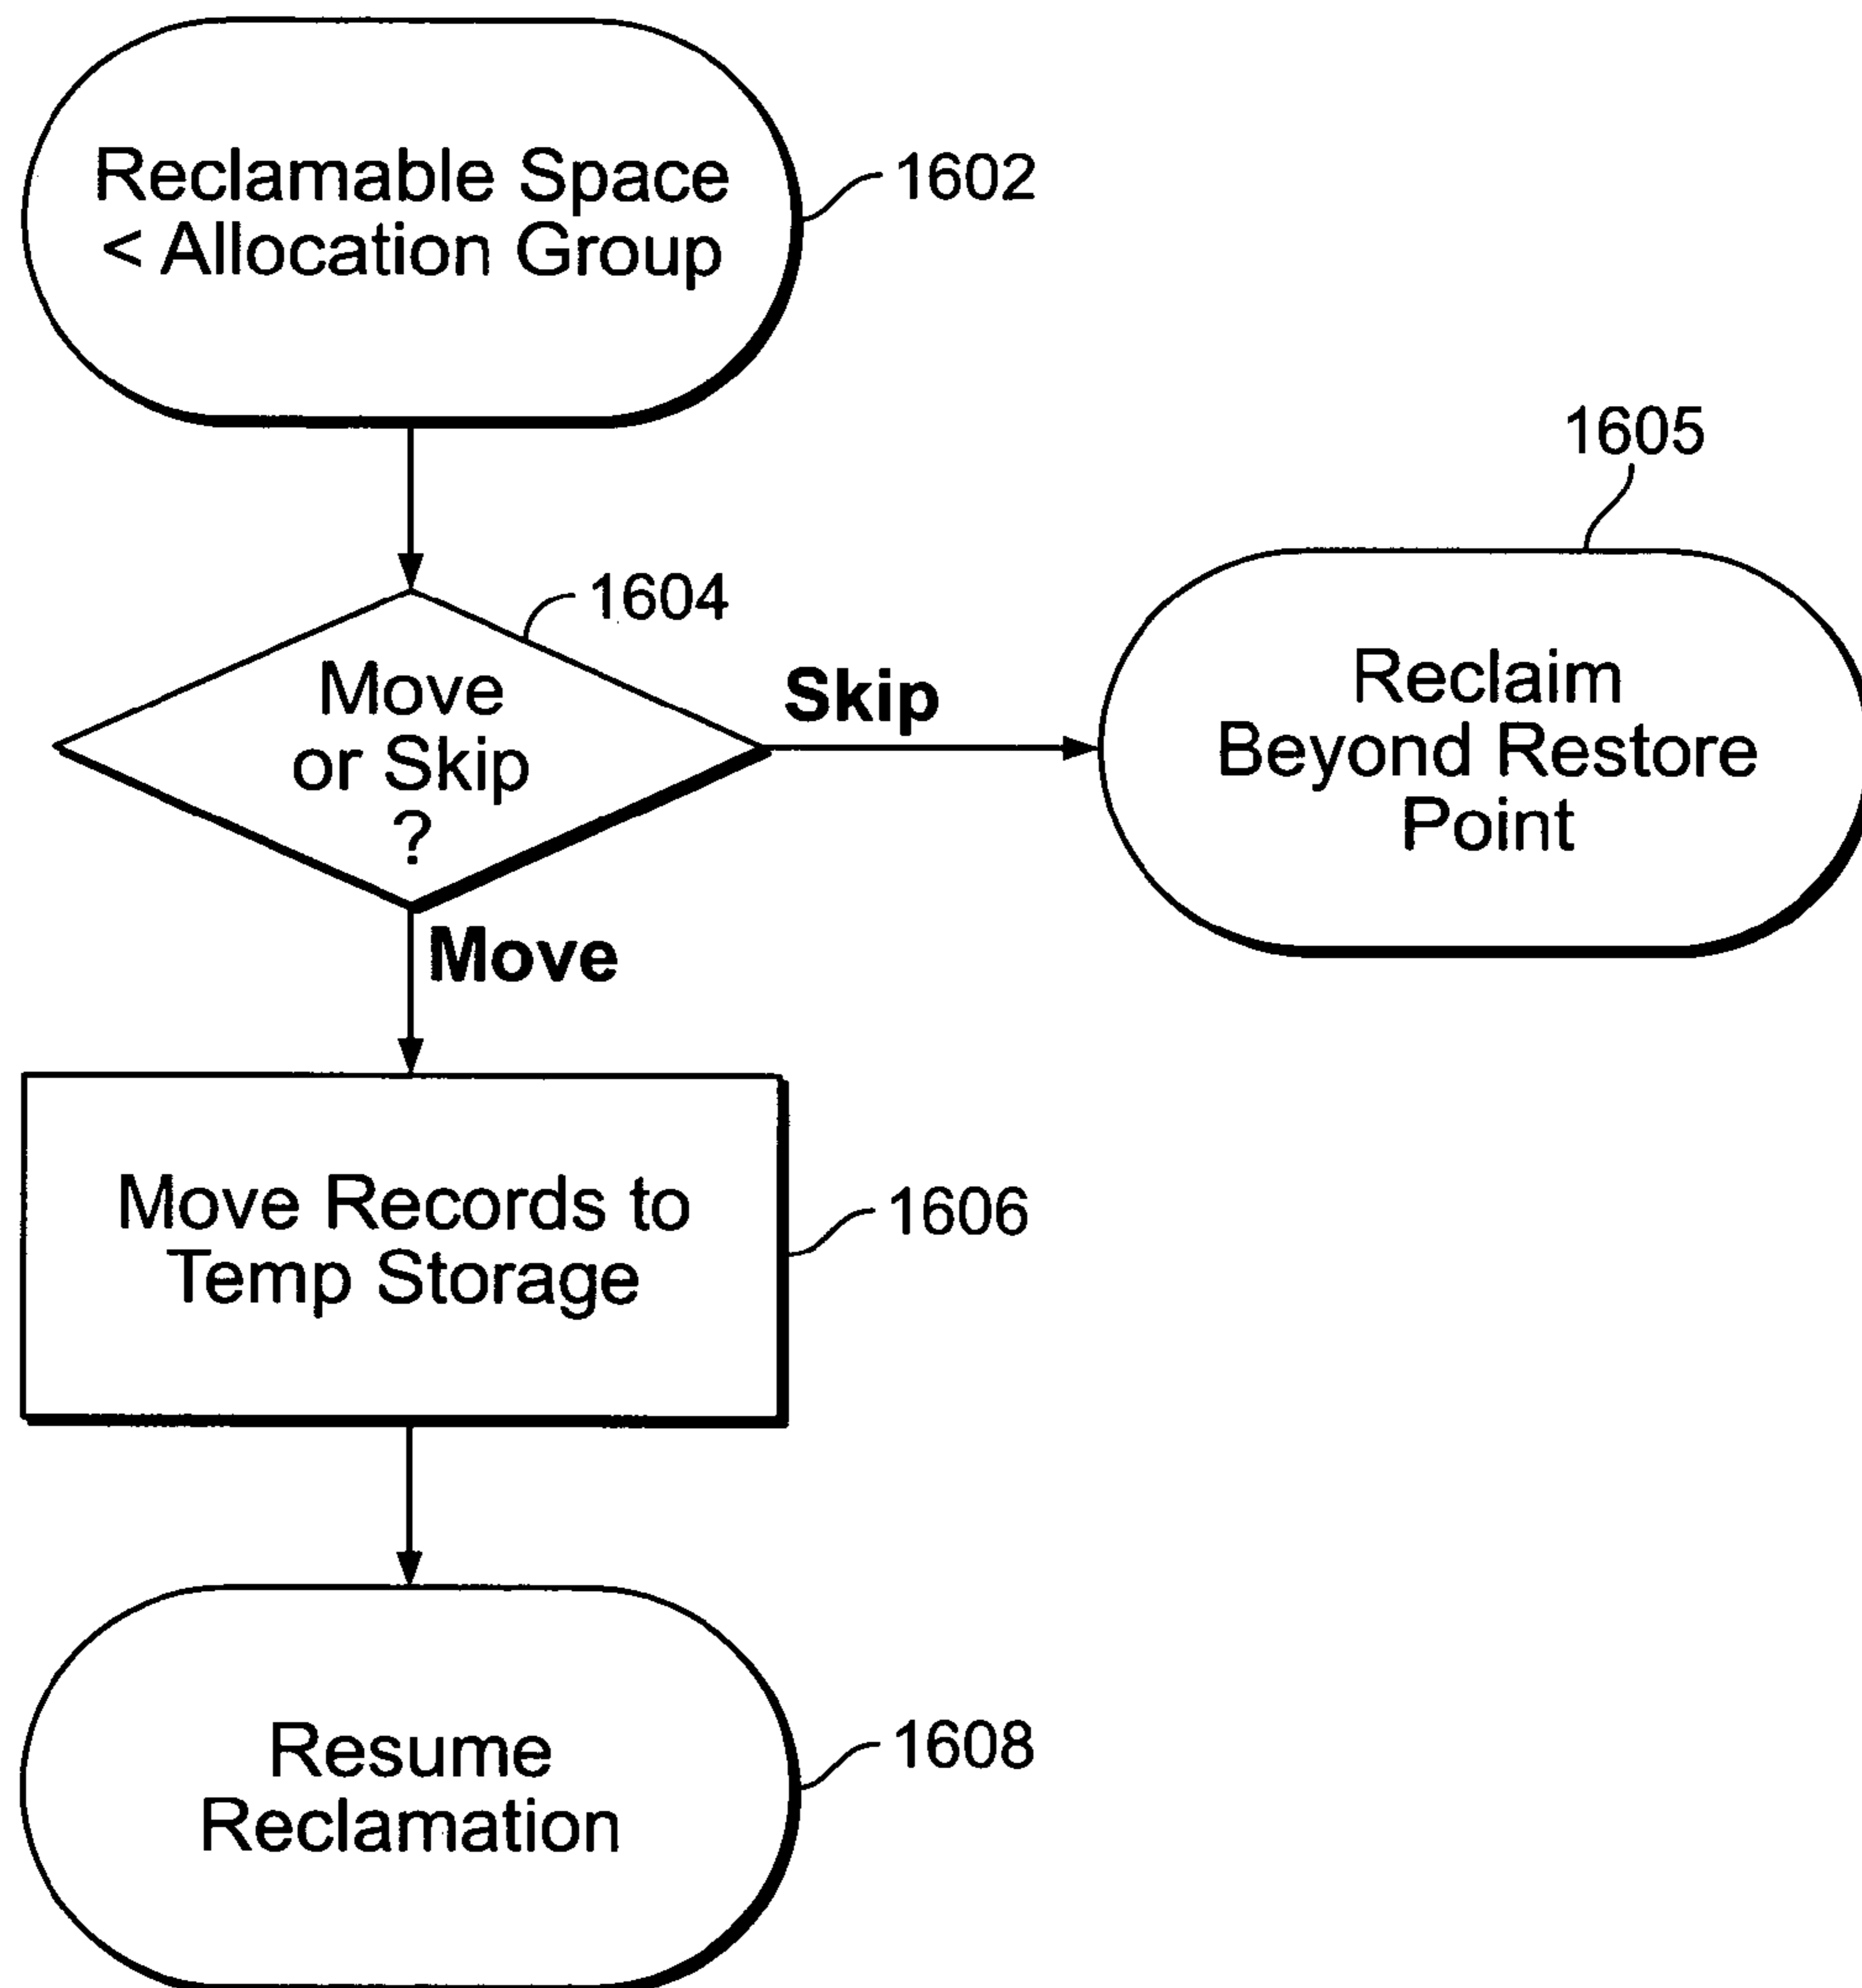 Reclamable Space
< Allocation Group
1602
1605
1604
Move
or Skip
?
Skip
Reclaim
Beyond Restore
Point
Move
Move Records to
Temp Storage
1606
Resume
Reclamation
1608